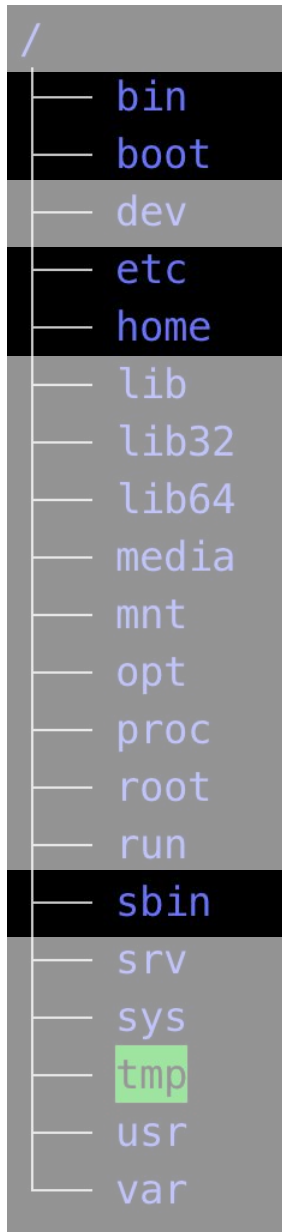 /
bin
boot
dev
etc
home
lib
lib32
lib64
media
mnt
opt
proc
root
run
sbin
srv
sys
tmp
usr
var